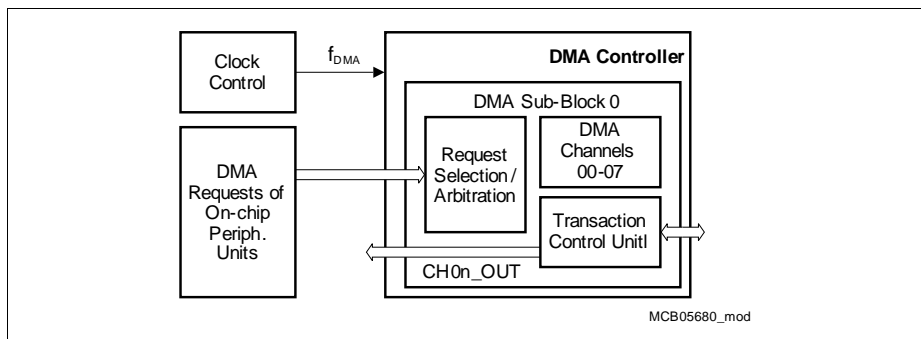 Clock
Control
fDMA
DMA Controller
DMA Sub-Block 0
DMA
Requests of
On-chip
Periph.
Units
Request
Selection/
Arbitration
DMA
Channels
00-07
Transaction
Control Unitl
CH0n_OUT
MCB05680_mod